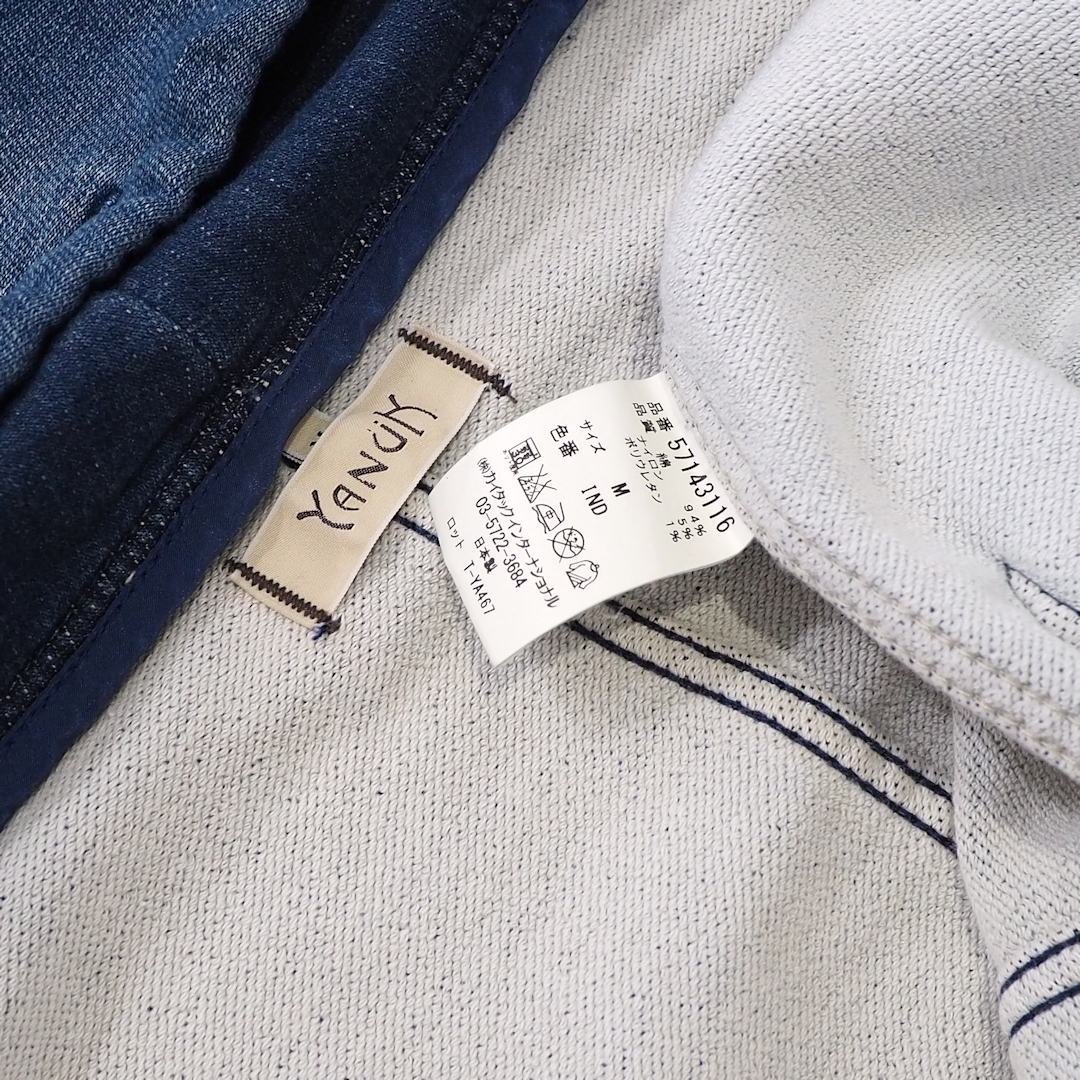 YANUK
品番 57143116
品質 綿 94%
ナイロン 5%
ポリウレタン 1%
サイズ M
色番 IND
(株)カイタックインターナショナル
03-5722-3684
日本製
ロット T-YA467